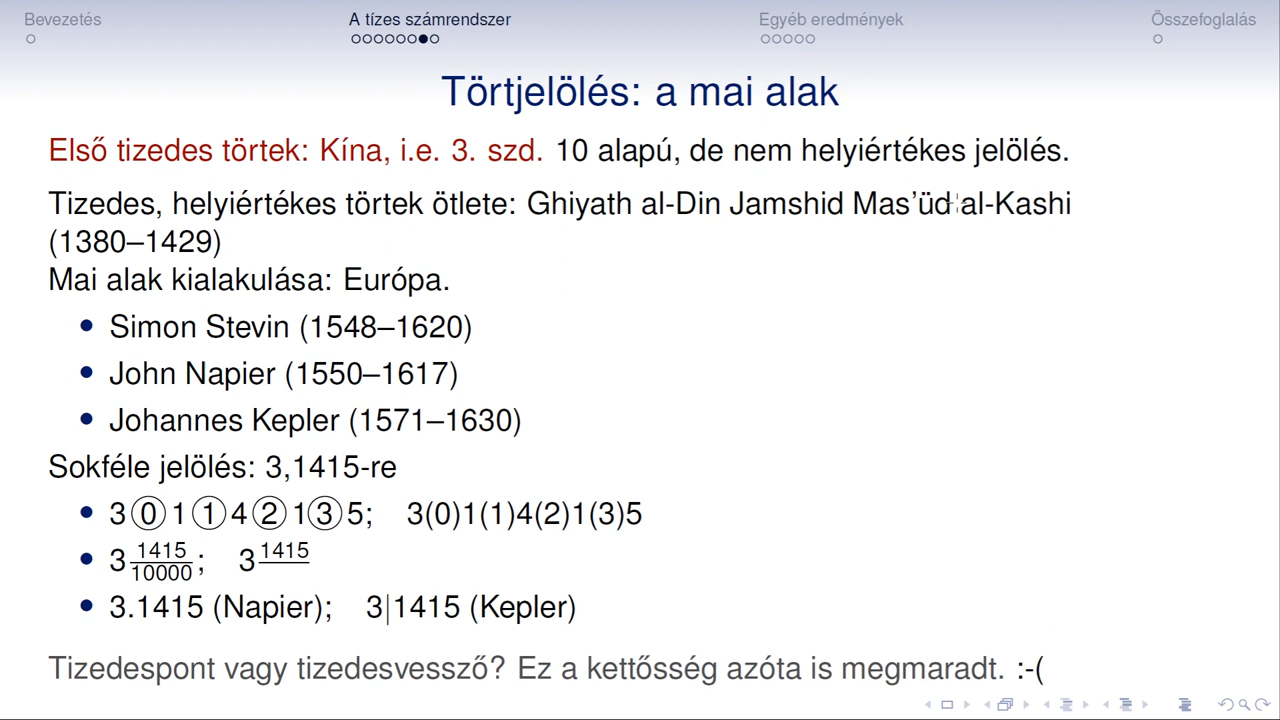 Bevezetés A tízes számrendszer Egyéb eredmények Összefoglalás
Törtjelölés: a mai alak
Első tizedes törtek: Kína, i.e. 3. szd. 10 alapú, de nem helyiértékes jelölés.
Tizedes, helyiértékes törtek ötlete: Ghiyath al-Din Jamshid Mas'üd al-Kashi
(1380–1429)
Mai alak kialakulása: Európa.
• Simon Stevin (1548–1620)
• John Napier (1550–1617)
• Johannes Kepler (1571–1630)
Sokféle jelölés: 3,1415-re
• 3⓪1①4②1③5; 3(0)1(1)4(2)1(3)5
• 3 1415/10000; 3 1415
• 3.1415 (Napier); 3|1415 (Kepler)
Tizedespont vagy tizedesvessző? Ez a kettősség azóta is megmaradt. :-(